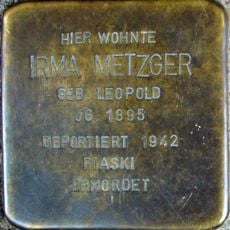 HIER WOHNTE
IRMA METZGER
GEB. LEOPOLD
JG. 1895
DEPORTIERT 1942
PIASKI
ERMORDET